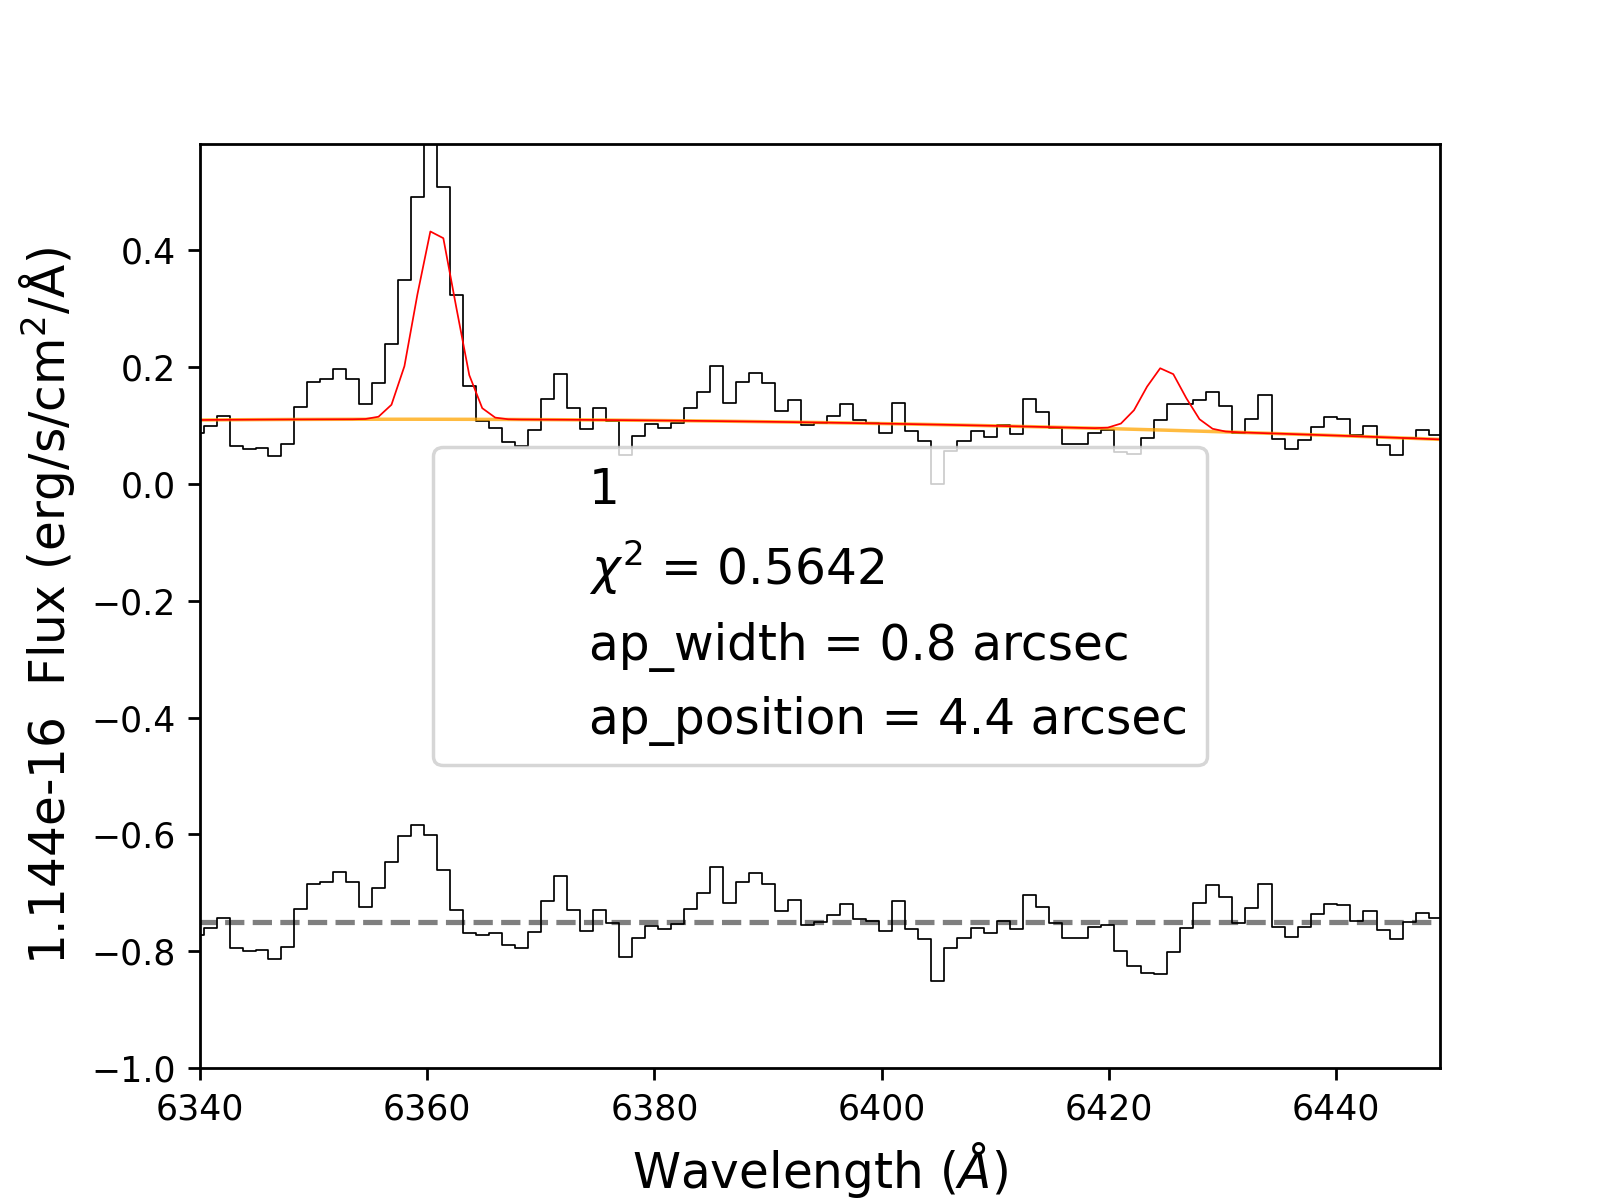 1.144e-16 Flux (erg/s/cm²/Å)
0.4
0.2
0.0
−0.2
−0.4
−0.6
−0.8
−1.0
1
χ² = 0.5642
ap_width = 0.8 arcsec
ap_position = 4.4 arcsec
6340 6360 6380 6400 6420 6440
Wavelength (Å)